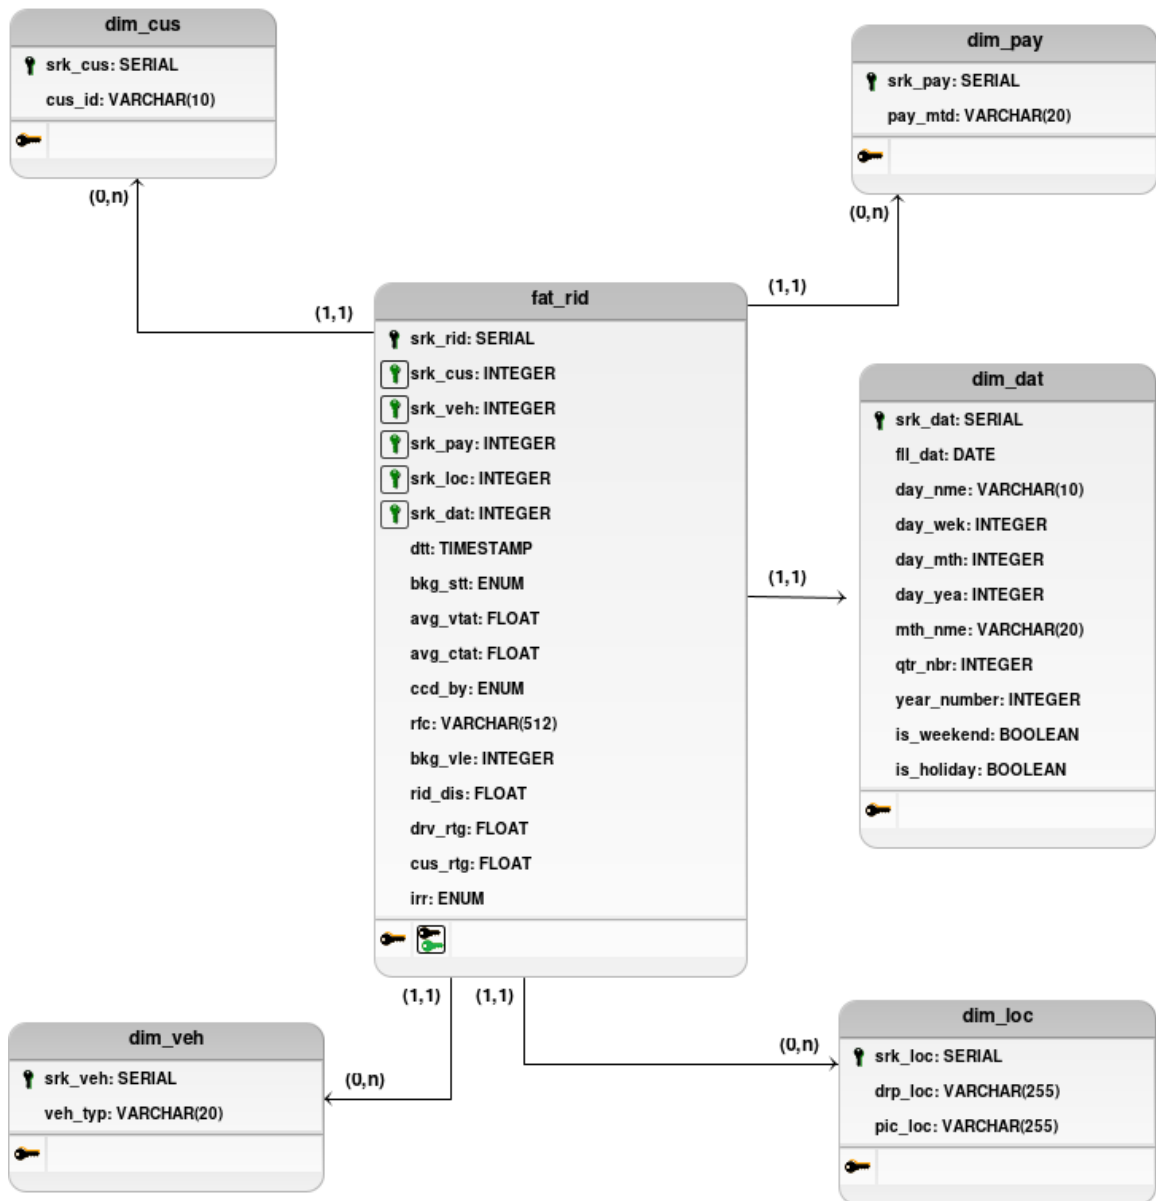 dim_cus
srk_cus: SERIAL
cus_id: VARCHAR(10)
(0,n)
(1,1)
dim_pay
srk_pay: SERIAL
pay_mtd: VARCHAR(20)
(0,n)
(1,1)
fat_rid
srk_rid: SERIAL
srk_cus: INTEGER
srk_veh: INTEGER
srk_pay: INTEGER
srk_loc: INTEGER
srk_dat: INTEGER
dtt: TIMESTAMP
bkg_stt: ENUM
avg_vtat: FLOAT
avg_ctat: FLOAT
ccd_by: ENUM
rfc: VARCHAR(512)
bkg_vle: INTEGER
rid_dis: FLOAT
drv_rtg: FLOAT
cus_rtg: FLOAT
irr: ENUM
(1,1)
dim_dat
srk_dat: SERIAL
fll_dat: DATE
day_nme: VARCHAR(10)
day_wek: INTEGER
day_mth: INTEGER
day_yea: INTEGER
mth_nme: VARCHAR(20)
qtr_nbr: INTEGER
year_number: INTEGER
is_weekend: BOOLEAN
is_holiday: BOOLEAN
(1,1)
(1,1)
dim_veh
srk_veh: SERIAL
veh_typ: VARCHAR(20)
(0,n)
(0,n)
dim_loc
srk_loc: SERIAL
drp_loc: VARCHAR(255)
pic_loc: VARCHAR(255)